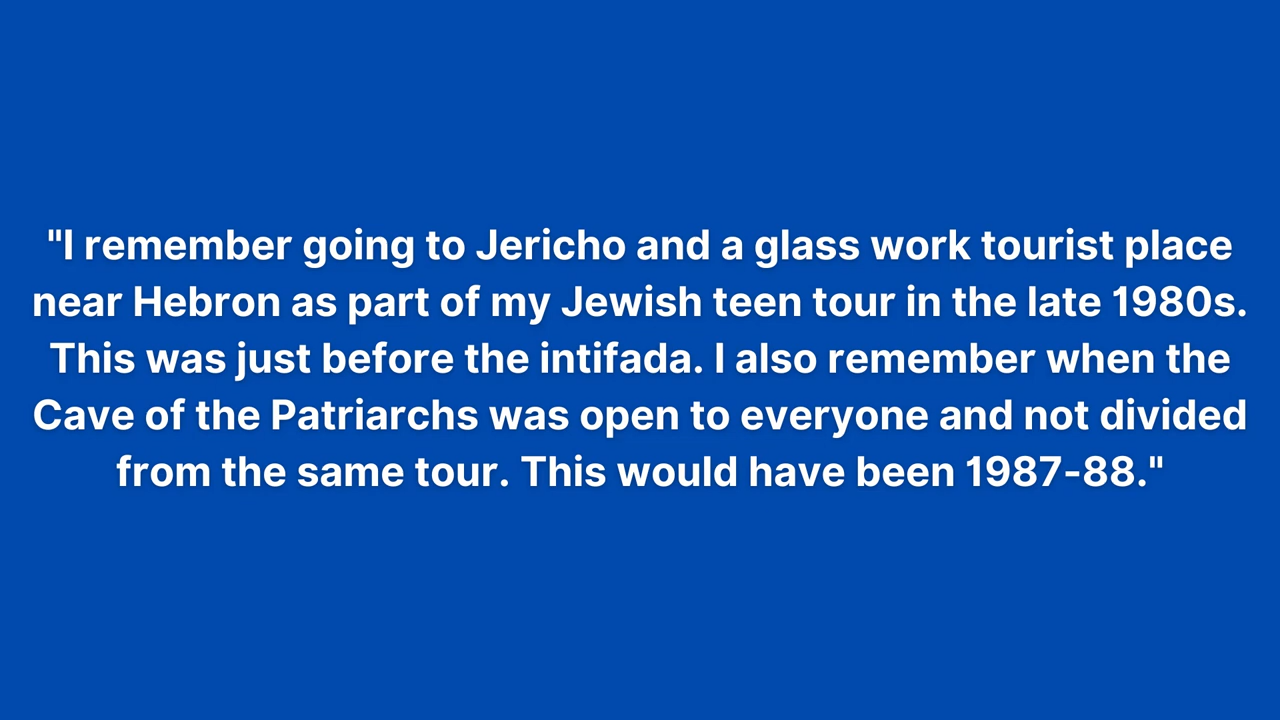 "I remember going to Jericho and a glass work tourist place
near Hebron as part of my Jewish teen tour in the late 1980s.
This was just before the intifada. I also remember when the
Cave of the Patriarchs was open to everyone and not divided
from the same tour. This would have been 1987-88."